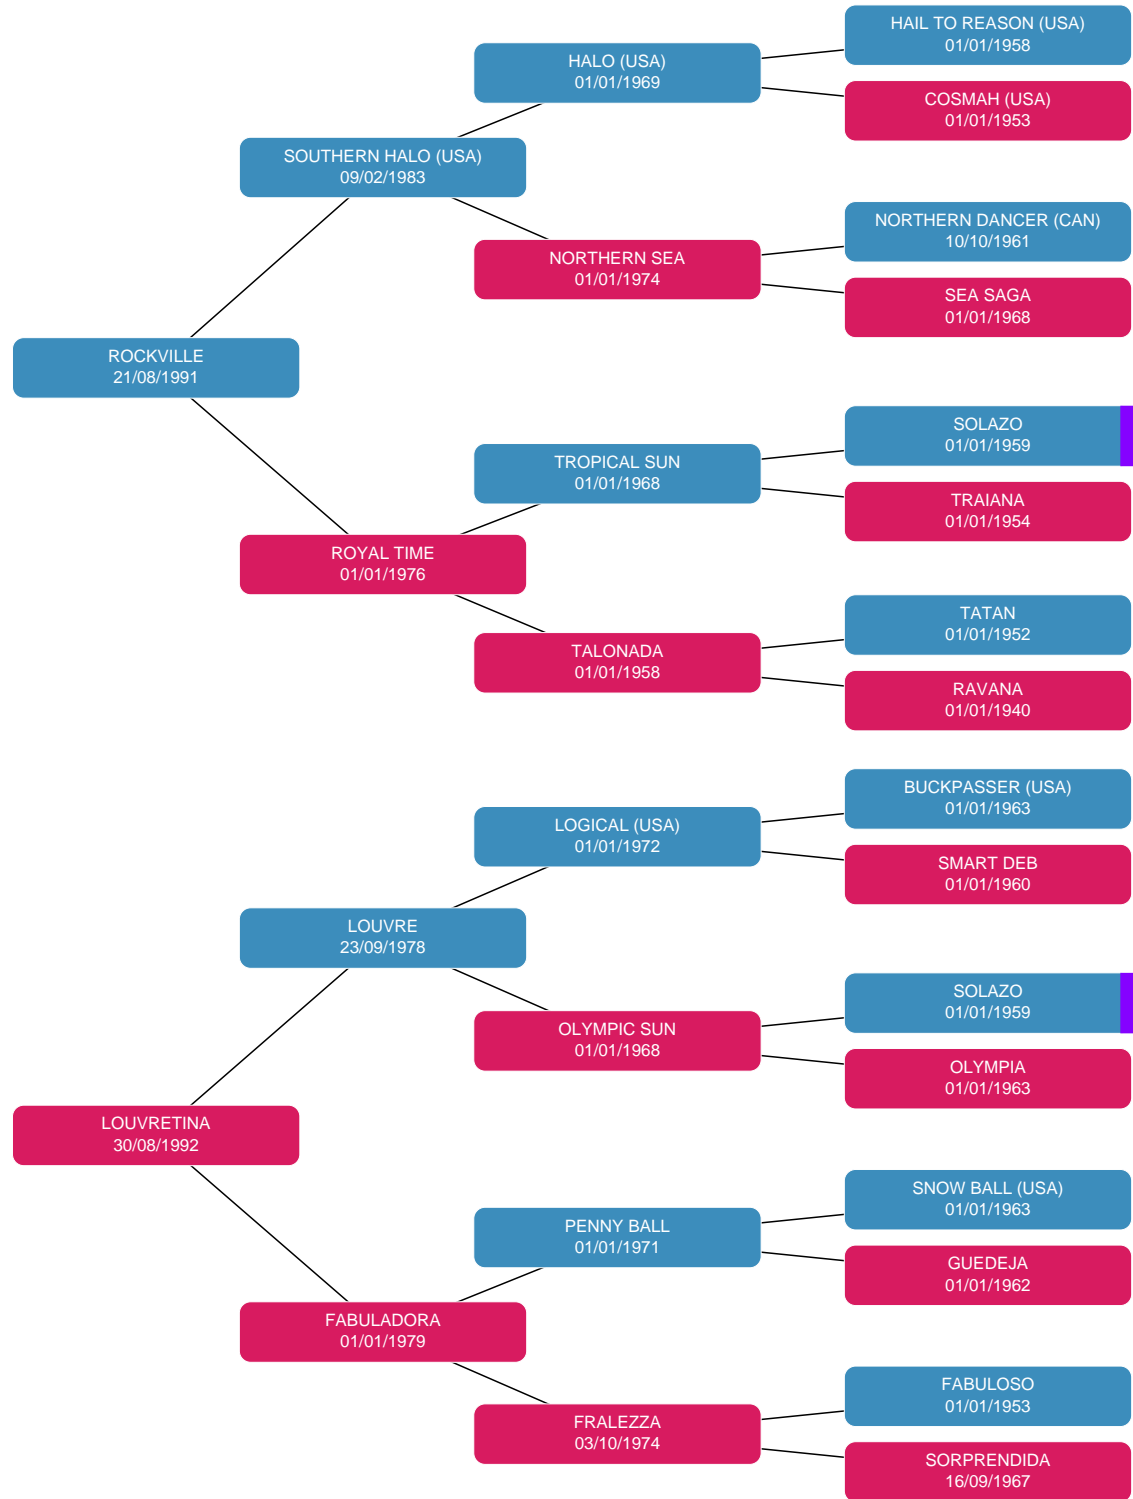 HAIL TO REASON (USA)
01/01/1958
HALO (USA)
01/01/1969
COSMAH (USA)
01/01/1953
SOUTHERN HALO (USA)
09/02/1983
NORTHERN DANCER (CAN)
10/10/1961
NORTHERN SEA
01/01/1974
SEA SAGA
01/01/1968
ROCKVILLE
21/08/1991
SOLAZO
01/01/1959
TROPICAL SUN
01/01/1968
TRAIANA
01/01/1954
ROYAL TIME
01/01/1976
TATAN
01/01/1952
TALONADA
01/01/1958
RAVANA
01/01/1940
BUCKPASSER (USA)
01/01/1963
LOGICAL (USA)
01/01/1972
SMART DEB
01/01/1960
LOUVRE
23/09/1978
SOLAZO
01/01/1959
OLYMPIC SUN
01/01/1968
OLYMPIA
01/01/1963
LOUVRETINA
30/08/1992
SNOW BALL (USA)
01/01/1963
PENNY BALL
01/01/1971
GUEDEJA
01/01/1962
FABULADORA
01/01/1979
FABULOSO
01/01/1953
FRALEZZA
03/10/1974
SORPRENDIDA
16/09/1967